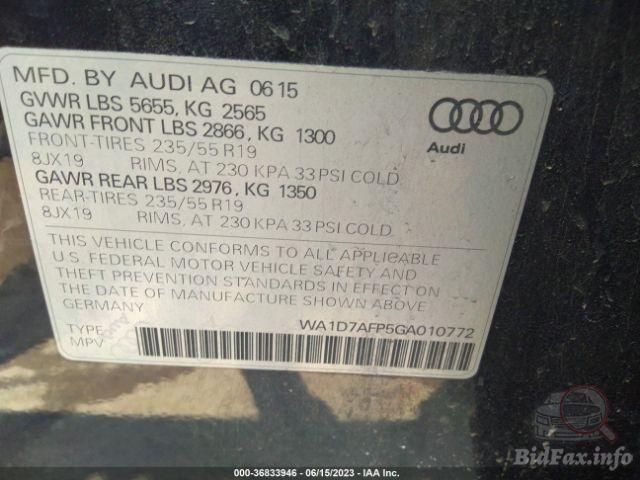 MFD. BY AUDI AG 06 15
GVWR LBS 5655, KG 2565
GAWR FRONT LBS 2866, KG 1300
FRONT-TIRES 235/55 R19
8JX19 RIMS, AT 230 KPA 33 PSI COLD
GAWR REAR LBS 2976, KG 1350
REAR-TIRES 235/55 R19
8JX19 RIMS, AT 230 KPA 33 PSI COLD
Audi
THIS VEHICLE CONFORMS TO ALL APPLICABLE
U.S. FEDERAL MOTOR VEHICLE SAFETY AND
THEFT PREVENTION STANDARDS IN EFFECT ON
THE DATE OF MANUFACTURE SHOWN ABOVE
GERMANY
WA1D7AFP5GA010772
TYPE:
MPV
BidFax.info
000-36833946 - 06/15/2023 - IAA Inc.